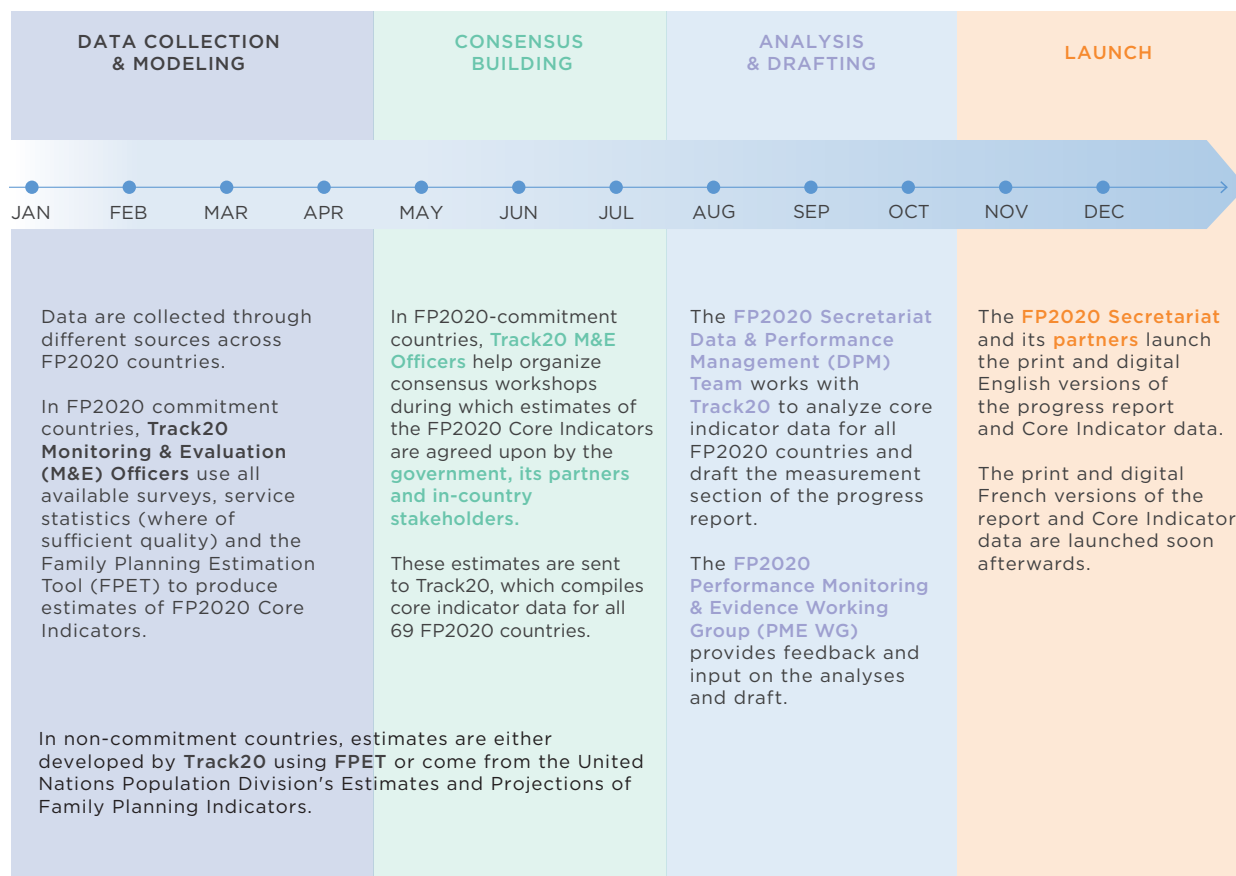 DATA COLLECTION
& MODELING
CONSENSUS
BUILDING
ANALYSIS
& DRAFTING
LAUNCH
JAN FEB MAR APR MAY JUN JUL AUG SEP OCT NOV DEC
Data are collected through
different sources across
FP2020 countries.
In FP2020 commitment
countries, Track20
Monitoring & Evaluation
(M&E) Officers use all
available surveys, service
statistics (where of
sufficient quality) and the
Family Planning Estimation
Tool (FPET) to produce
estimates of FP2020 Core
Indicators.
In FP2020-commitment
countries, Track20 M&E
Officers help organize
consensus workshops
during which estimates of
the FP2020 Core Indicators
are agreed upon by the
government, its partners
and in-country
stakeholders.
These estimates are sent
to Track20, which compiles
core indicator data for all
69 FP2020 countries.
In non-commitment countries, estimates are either
developed by Track20 using FPET or come from the United
Nations Population Division's Estimates and Projections of
Family Planning Indicators.
The FP2020 Secretariat
Data & Performance
Management (DPM)
Team works with
Track20 to analyze core
indicator data for all
FP2020 countries and
draft the measurement
section of the progress
report.
The FP2020
Performance Monitoring
& Evidence Working
Group (PME WG)
provides feedback and
input on the analyses
and draft.
The FP2020 Secretariat
and its partners launch
the print and digital
English versions of
the progress report
and Core Indicator data.
The print and digital
French versions of the
report and Core Indicator
data are launched soon
afterwards.